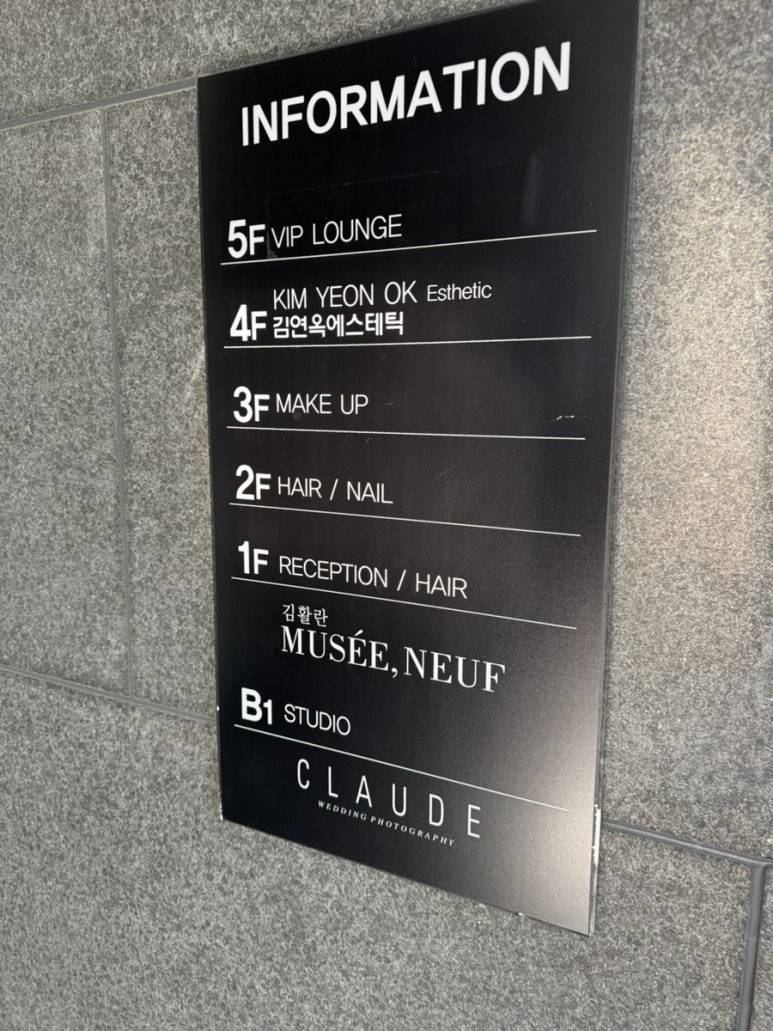 INFORMATION
5F VIP LOUNGE
KIM YEON OK Esthetic
4F 김연옥에스테틱
3F MAKE UP
2F HAIR / NAIL
1F RECEPTION / HAIR
김활란
MUSÉE, NEUF
B1 STUDIO
CLAUDE
WEDDING PHOTOGRAPHY